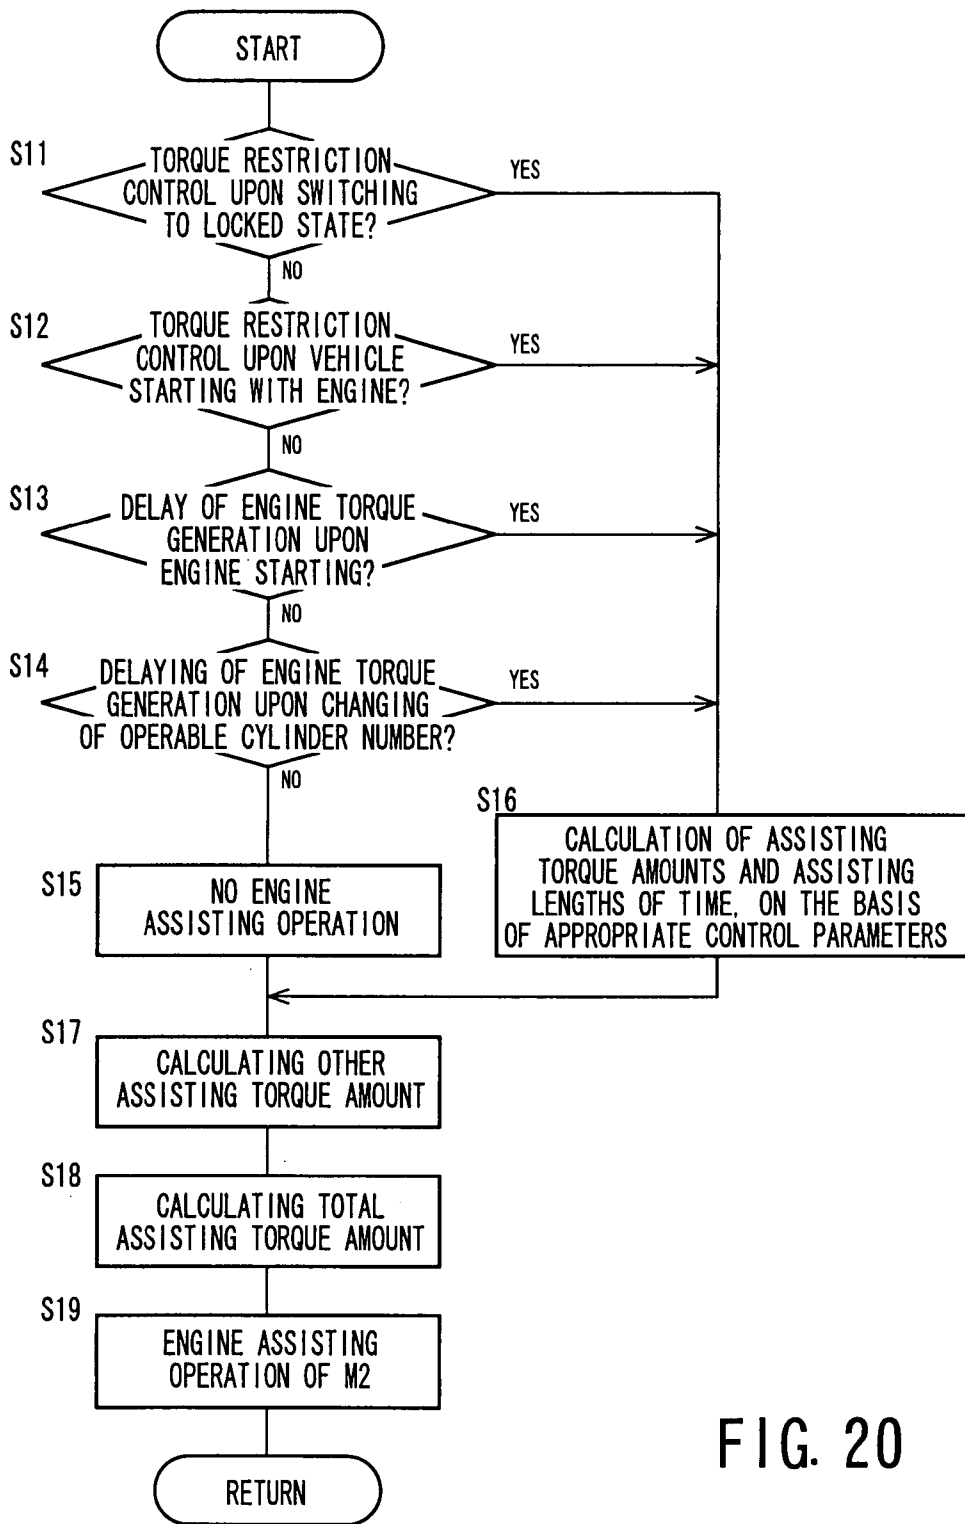 START
S11
TORQUE RESTRICTION
CONTROL UPON SWITCHING
TO LOCKED STATE?
YES
NO
S12
TORQUE RESTRICTION
CONTROL UPON VEHICLE
STARTING WITH ENGINE?
YES
NO
S13
DELAY OF ENGINE TORQUE
GENERATION UPON
ENGINE STARTING?
YES
NO
S14
DELAYING OF ENGINE TORQUE
GENERATION UPON CHANGING
OF OPERABLE CYLINDER NUMBER?
YES
NO
S16
CALCULATION OF ASSISTING
TORQUE AMOUNTS AND ASSISTING
LENGTHS OF TIME, ON THE BASIS
OF APPROPRIATE CONTROL PARAMETERS
S15
NO ENGINE
ASSISTING OPERATION
S17
CALCULATING OTHER
ASSISTING TORQUE AMOUNT
S18
CALCULATING TOTAL
ASSISTING TORQUE AMOUNT
S19
ENGINE ASSISTING
OPERATION OF M2
RETURN
FIG. 20